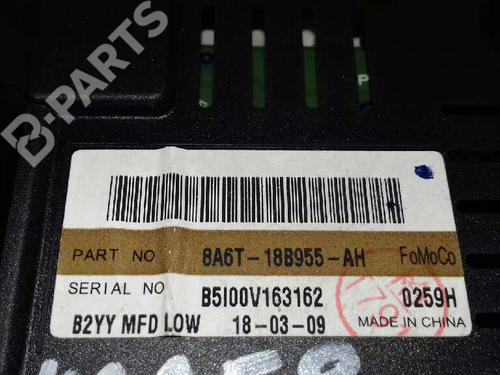 B-PARTS
P
PART NO 8A6T-18B955-AH FoMoCo
SERIAL NO B5I00V163162 0259H
B2YY MFD LOW 18-03-09 MADE IN CHINA